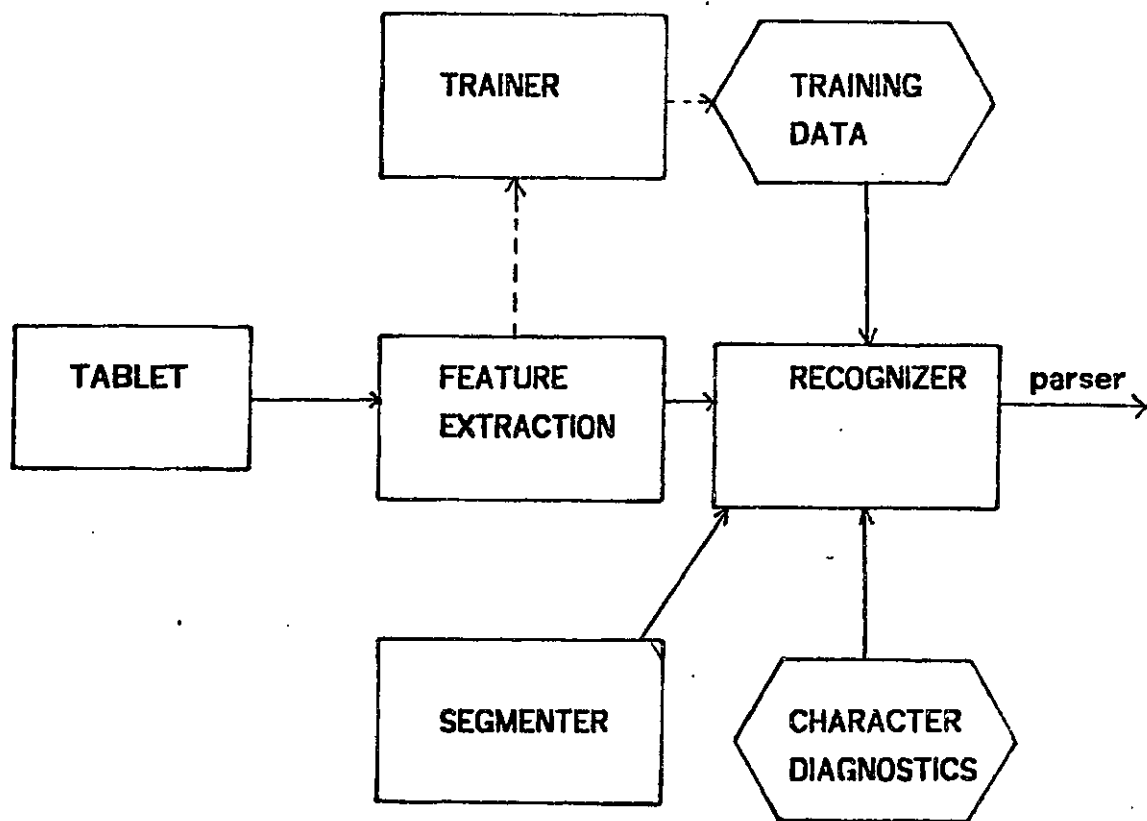 TRAINER
TRAINING
DATA
TABLET
FEATURE
EXTRACTION
RECOGNIZER
parser
SEGMENTER
CHARACTER
DIAGNOSTICS